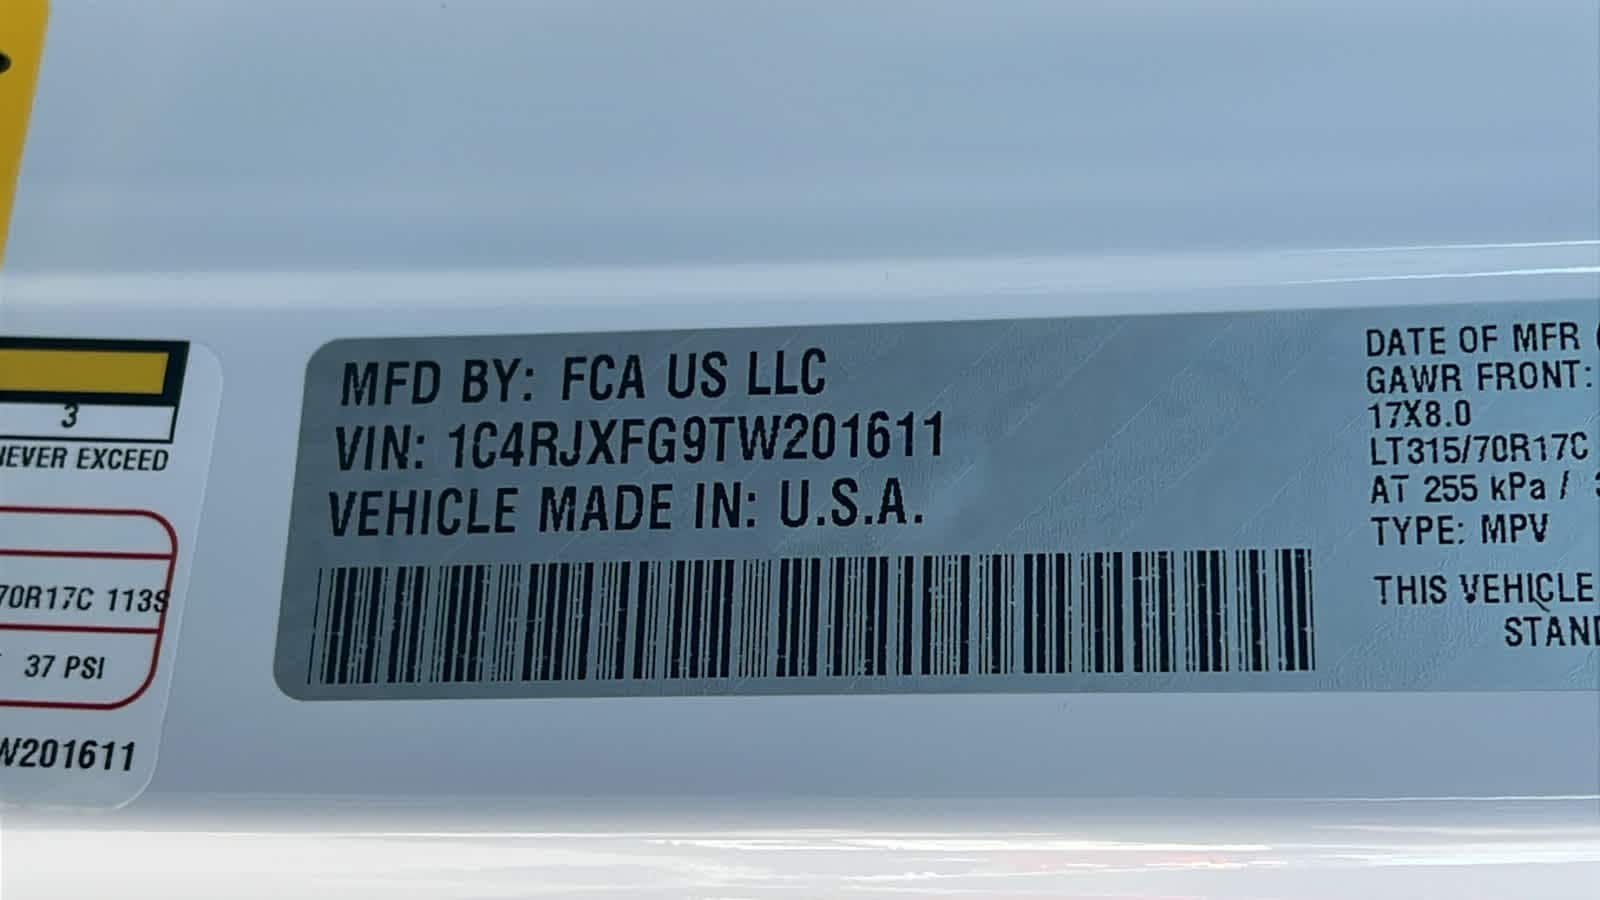 3
NEVER EXCEED
70R17C 113S
37 PSI
W201611
MFD BY: FCA US LLC
VIN: 1C4RJXFG9TW201611
VEHICLE MADE IN: U.S.A.
DATE OF MFR
GAWR FRONT:
17X8.0
LT315/70R17C
AT 255 kPa /
TYPE: MPV
THIS VEHICLE
STAND